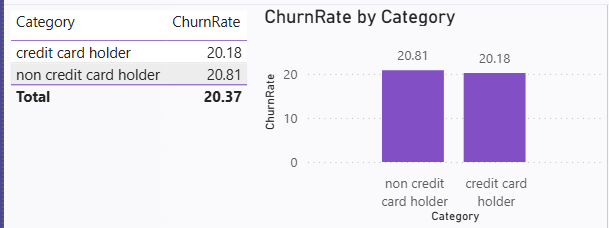 Category ChurnRate
credit card holder 20.18
non credit card holder 20.81
Total 20.37
ChurnRate by Category
20.81
20.18
ChurnRate
20
10
0
non credit
card holder
credit card
holder
Category